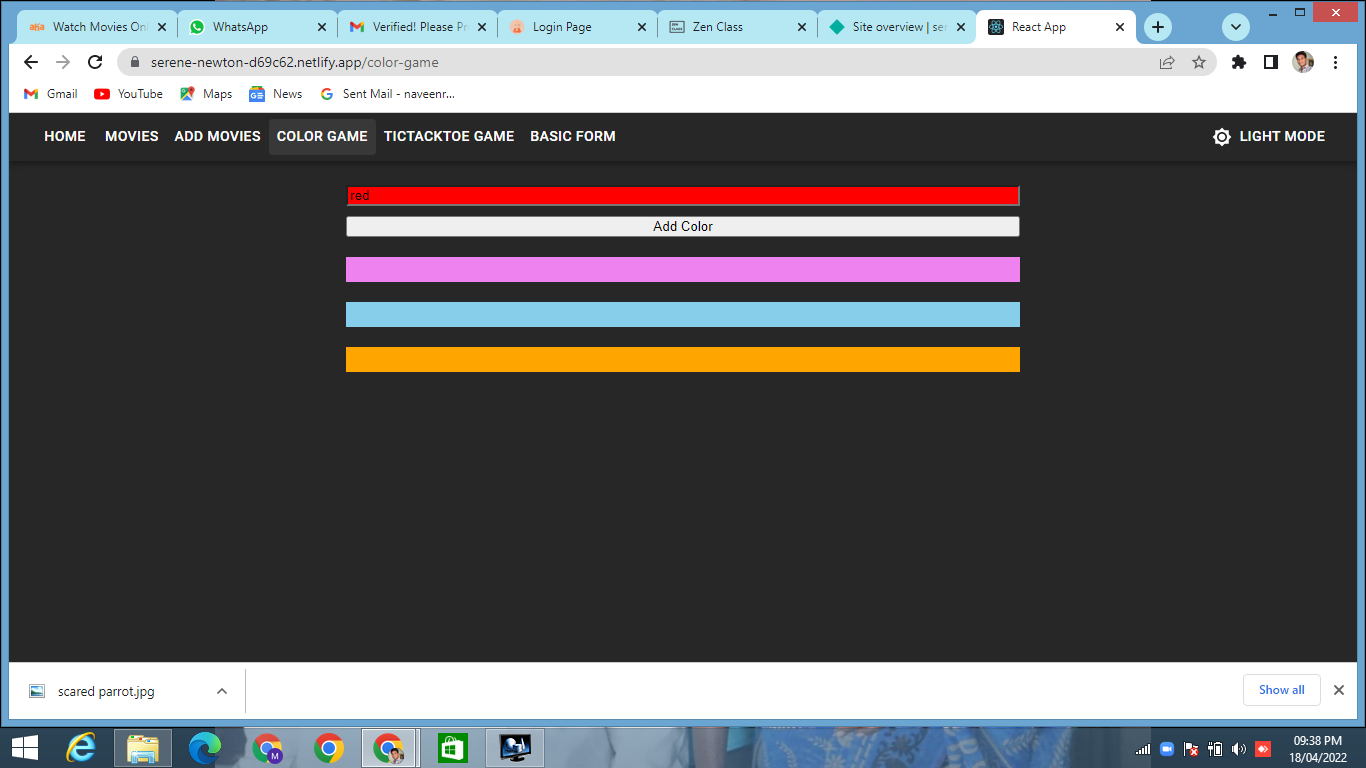 Watch Movies Onl
WhatsApp
Verified! Please Pr
Login Page
Zen Class
Site overview | ser
React App
serene-newton-d69c62.netlify.app/color-game
Gmail
YouTube
Maps
News
Sent Mail - naveenr...
HOME
MOVIES
ADD MOVIES
COLOR GAME
TICTACKTOE GAME
BASIC FORM
LIGHT MODE
red
Add Color
scared parrot.jpg
Show all
M
09:38 PM
18/04/2022